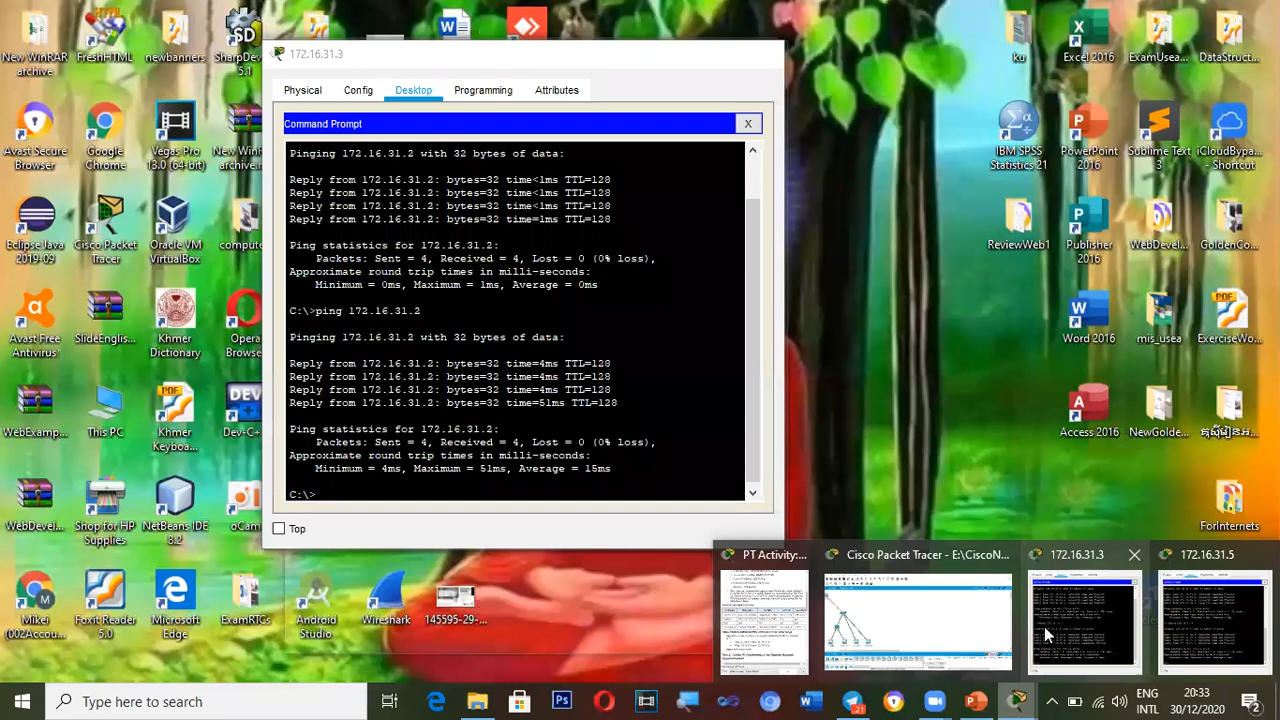 New WinRAR
archive
FreshHTML
newbanners
SharpDev...
5.1
ku
Excel 2016
ExamUsea...
DataStruct...
172.16.31.3
Physical
Config
Desktop
Programming
Attributes
Command Prompt
X
Pinging 172.16.31.2 with 32 bytes of data:
Reply from 172.16.31.2: bytes=32 time<1ms TTL=128
Reply from 172.16.31.2: bytes=32 time<1ms TTL=128
Reply from 172.16.31.2: bytes=32 time<1ms TTL=128
Reply from 172.16.31.2: bytes=32 time=1ms TTL=128
Ping statistics for 172.16.31.2:
Packets: Sent = 4, Received = 4, Lost = 0 (0% loss),
Approximate round trip times in milli-seconds:
Minimum = 0ms, Maximum = 1ms, Average = 0ms
C:\>ping 172.16.31.2
Pinging 172.16.31.2 with 32 bytes of data:
Reply from 172.16.31.2: bytes=32 time=4ms TTL=128
Reply from 172.16.31.2: bytes=32 time=4ms TTL=128
Reply from 172.16.31.2: bytes=32 time=4ms TTL=128
Reply from 172.16.31.2: bytes=32 time=51ms TTL=128
Ping statistics for 172.16.31.2:
Packets: Sent = 4, Received = 4, Lost = 0 (0% loss),
Approximate round trip times in milli-seconds:
Minimum = 4ms, Maximum = 51ms, Average = 15ms
C:\>
Top
Avast Secure
Browser
Google
Chrome
Vegas Pro
13.0 (64-bit)
New WinR...
archive.r...
IBM SPSS
Statistics 21
PowerPoint
2016
Sublime Text
3
iCloudBypa...
- Shortcut
Eclipse Java
2019-09
Cisco Packet
Tracer
Oracle VM
VirtualBox
compute
ReviewWeb1
Publisher
2016
WebDevel...
GoldenCo...
Avast Free
Antivirus
SlideEnglis...
Khmer
Dictionary
Opera
Browse
Word 2016
mis_usea
ExerciseWo...
WebExamp...
This PC
Khmer
Keyboa...
Dev-C+
Access 2016
NewGolde...
WebDevel...
Shop for HP
Supplies
NetBeans IDE
8.2
oCam
ForInternets
Reader
Microsoft
Edge
ExamRTCs
Android
Studio
145595-29-...
PT Activity:...
Cisco Packet Tracer - E:\CiscoN...
172.16.31.3
172.16.31.5
Type here to search
21
ENG
INTL
20:33
30/12/2020
2